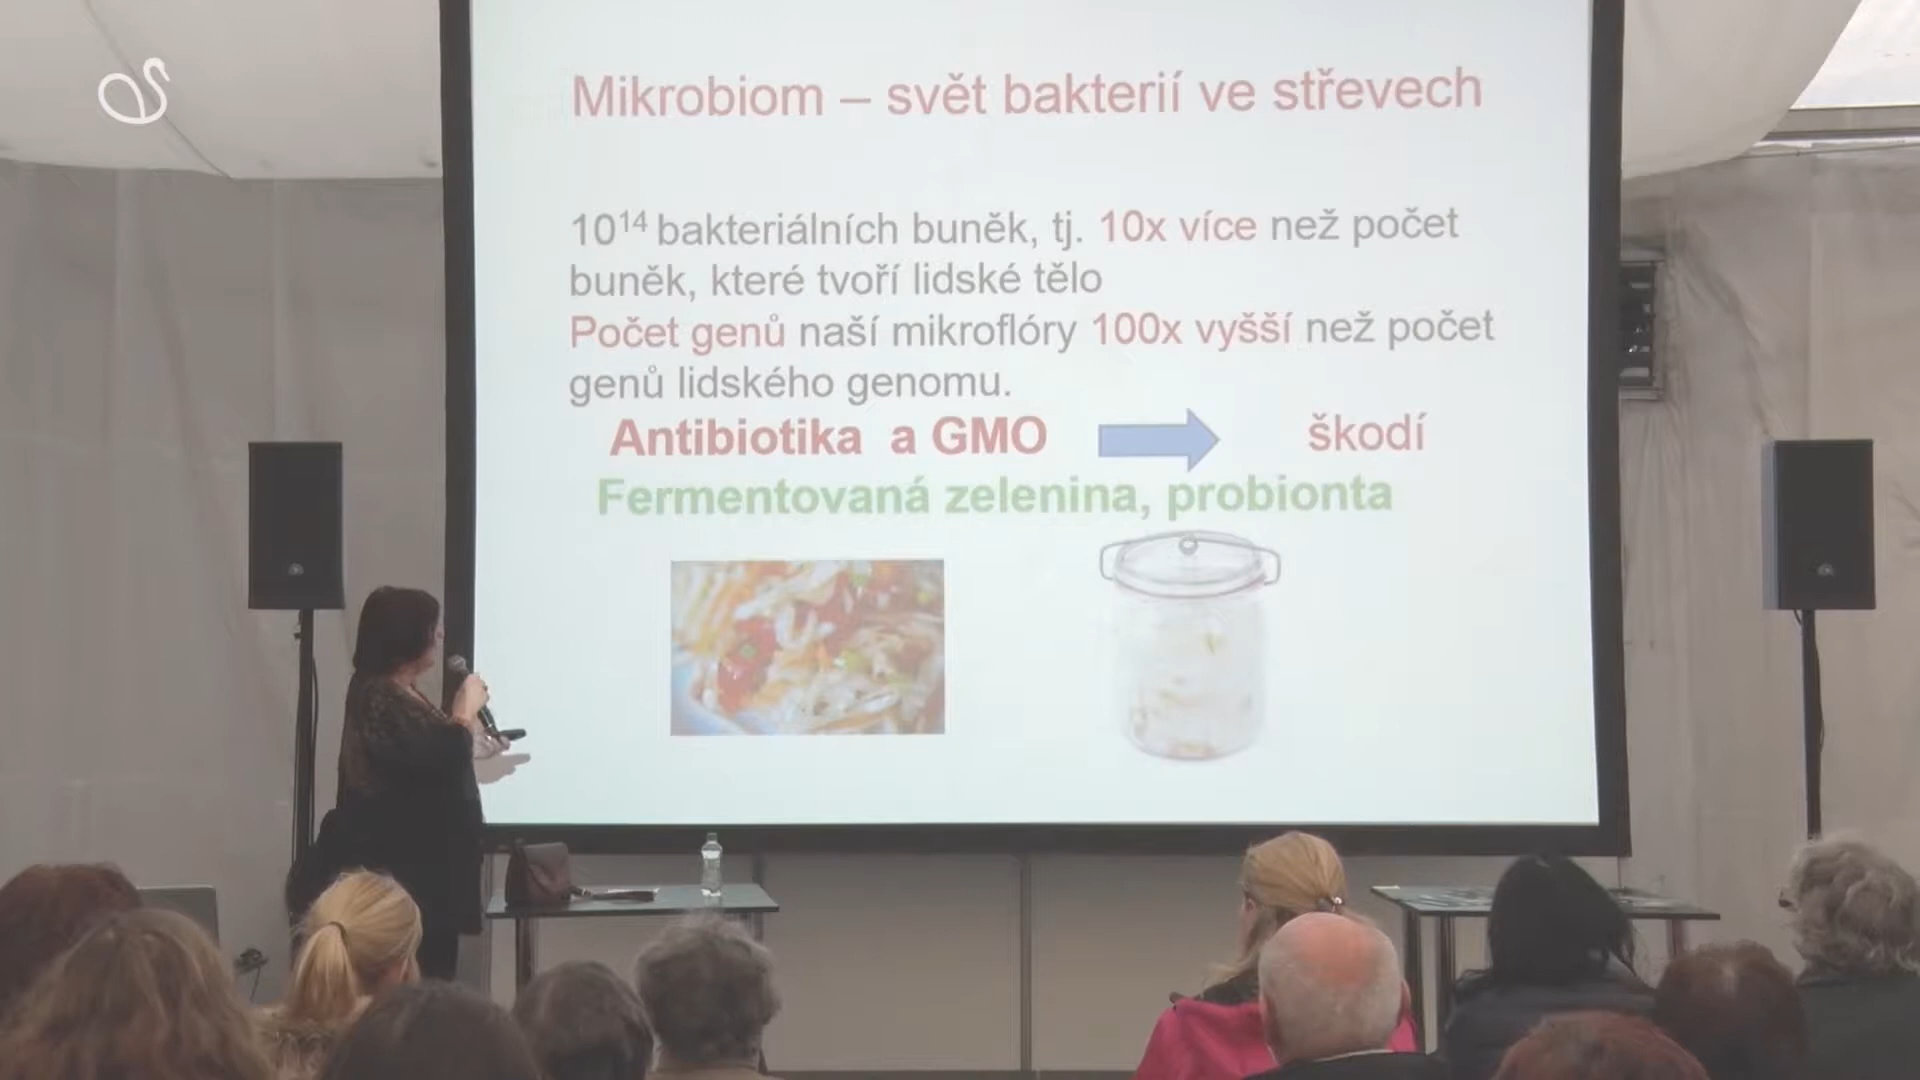 Mikrobiom – svět bakterií ve střevech
10¹⁴ bakteriálních buněk, tj. 10x více než počet
buněk, které tvoří lidské tělo
Počet genů naší mikroflóry 100x vyšší než počet
genů lidského genomu.
Antibiotika a GMO škodí
Fermentovaná zelenina, probionta